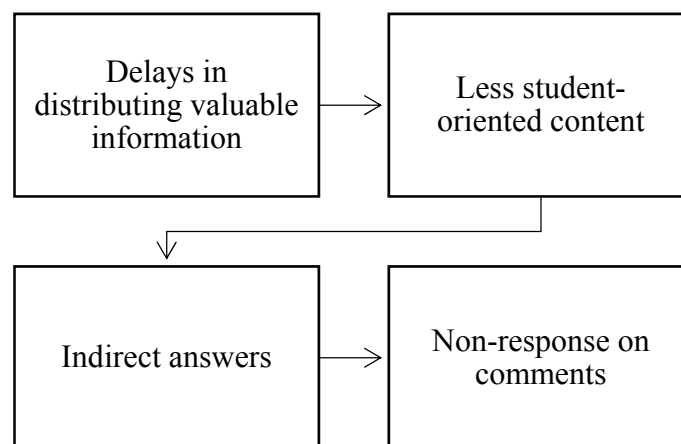 Delays in
distributing valuable
information
Less student-
oriented content
Indirect answers
Non-response on
comments